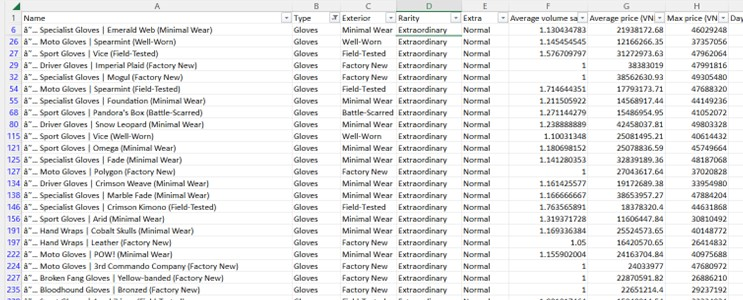 A B C D E F G H
1 Name Type Exterior Rarity Extra Average volume sa Average price (VN Max price (VN Day
6 â˜… Specialist Gloves | Emerald Web (Minimal Wear) Gloves Minimal Wear Extraordinary Normal 1.130434783 21938172.68 46029248
26 â˜… Moto Gloves | Spearmint (Well-Worn) Gloves Well-Worn Extraordinary Normal 1.145454545 12166266.35 37357056
27 â˜… Sport Gloves | Vice (Field-Tested) Gloves Field-Tested Extraordinary Normal 1.576709797 31272973.63 47962064
29 â˜… Driver Gloves | Imperial Plaid (Factory New) Gloves Factory New Extraordinary Normal 1 38383019 47991816
32 â˜… Specialist Gloves | Mogul (Factory New) Gloves Factory New Extraordinary Normal 1 38562630.93 49305480
54 â˜… Moto Gloves | Spearmint (Field-Tested) Gloves Field-Tested Extraordinary Normal 1.714644351 17793173.71 47688320
55 â˜… Specialist Gloves | Foundation (Minimal Wear) Gloves Minimal Wear Extraordinary Normal 1.211505922 14568917.44 44149236
68 â˜… Sport Gloves | Pandora's Box (Battle-Scarred) Gloves Battle-Scarred Extraordinary Normal 1.271144279 15486954.95 41052072
80 â˜… Driver Gloves | Snow Leopard (Minimal Wear) Gloves Minimal Wear Extraordinary Normal 1.238888889 42458037.81 49803328
115 â˜… Sport Gloves | Vice (Well-Worn) Gloves Well-Worn Extraordinary Normal 1.10031348 25081495.21 40614432
121 â˜… Sport Gloves | Omega (Minimal Wear) Gloves Minimal Wear Extraordinary Normal 1.180698152 25078836.59 45749664
125 â˜… Specialist Gloves | Fade (Minimal Wear) Gloves Minimal Wear Extraordinary Normal 1.141280353 32839189.36 48187068
127 â˜… Moto Gloves | Polygon (Factory New) Gloves Factory New Extraordinary Normal 1 27043617.64 37020828
134 â˜… Driver Gloves | Crimson Weave (Minimal Wear) Gloves Minimal Wear Extraordinary Normal 1.161425577 19172689.38 33954980
138 â˜… Specialist Gloves | Marble Fade (Minimal Wear) Gloves Minimal Wear Extraordinary Normal 1.166666667 38653957.27 47884204
146 â˜… Specialist Gloves | Crimson Kimono (Field-Tested) Gloves Field-Tested Extraordinary Normal 1.763565891 18378320.4 44631868
156 â˜… Sport Gloves | Arid (Minimal Wear) Gloves Minimal Wear Extraordinary Normal 1.319371728 11606447.84 30810492
191 â˜… Hand Wraps | Cobalt Skulls (Minimal Wear) Gloves Minimal Wear Extraordinary Normal 1.169336384 25524573.65 40148772
197 â˜… Hand Wraps | Leather (Factory New) Gloves Factory New Extraordinary Normal 1.05 16420570.65 26414832
222 â˜… Moto Gloves | POW! (Minimal Wear) Gloves Minimal Wear Extraordinary Normal 1.155902004 24163704.84 40975688
224 â˜… Moto Gloves | 3rd Commando Company (Factory New) Gloves Factory New Extraordinary Normal 1 24033977 47680972
227 â˜… Broken Fang Gloves | Yellow-banded (Factory New) Gloves Factory New Extraordinary Normal 1 22870591.82 26886210
235 â˜… Bloodhound Gloves | Bronzed (Factory New) Gloves Factory New Extraordinary Normal 1 22651214.4 29237192